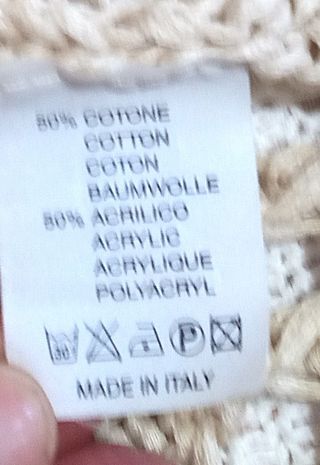 50% COTONE
COTTON
COTON
BAUMWOLLE
50% ACRILICO
ACRYLIC
ACRYLIQUE
POLYACRYL
30 P
MADE IN ITALY